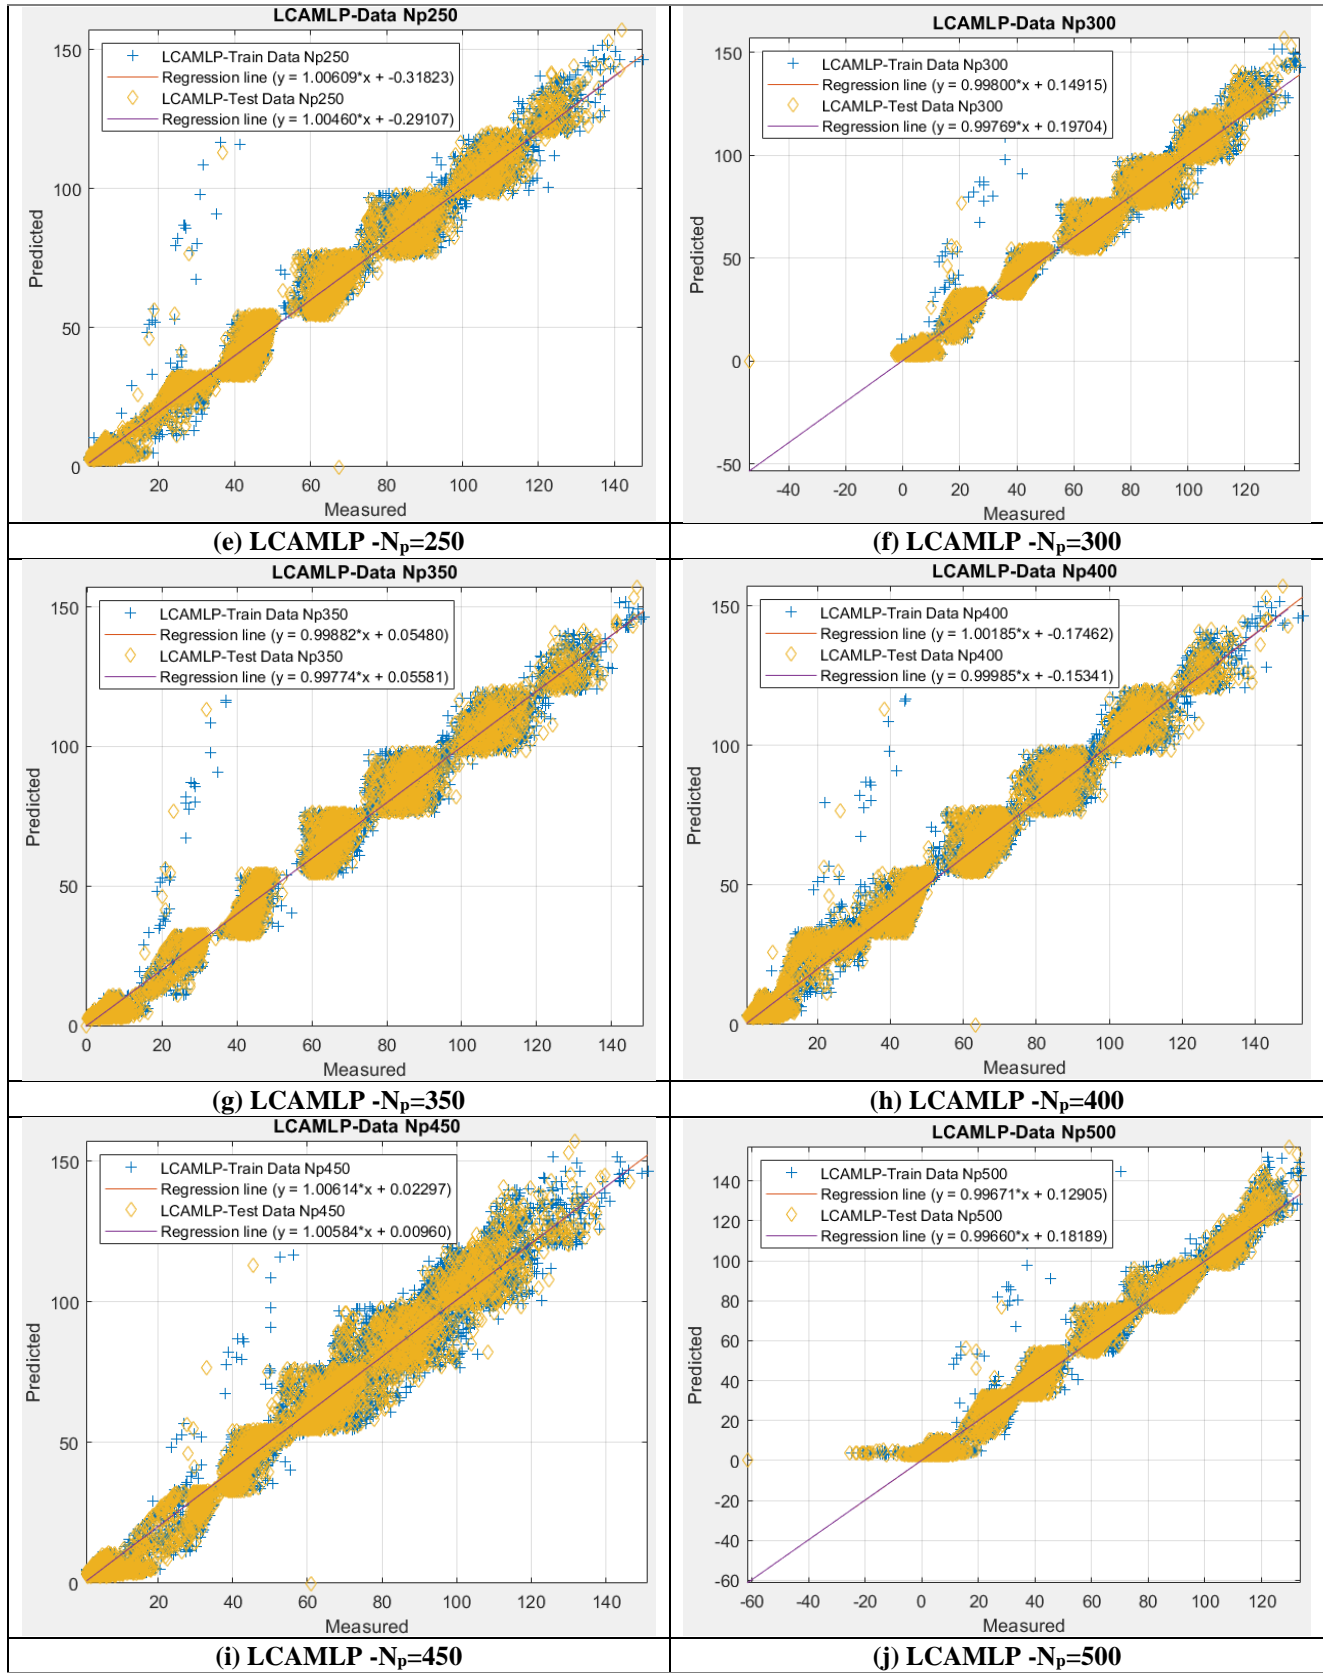 LCAMLP-Data Np250
LCAMLP-Train Data Np250
Regression line (y = 1.00609*x + -0.31823)
LCAMLP-Test Data Np250
Regression line (y = 1.00460*x + -0.29107)
150
100
50
0
Predicted
20 40 60 80 100 120 140
Measured
(e) LCAMLP -Np=250
LCAMLP-Data Np300
LCAMLP-Train Data Np300
Regression line (y = 0.99800*x + 0.14915)
LCAMLP-Test Data Np300
Regression line (y = 0.99769*x + 0.19704)
150
100
50
0
-50
Predicted
-40 -20 0 20 40 60 80 100 120
Measured
(f) LCAMLP -Np=300
LCAMLP-Data Np350
LCAMLP-Train Data Np350
Regression line (y = 0.99882*x + 0.05480)
LCAMLP-Test Data Np350
Regression line (y = 0.99774*x + 0.05581)
150
100
50
0
Predicted
0 20 40 60 80 100 120 140
Measured
(g) LCAMLP -Np=350
LCAMLP-Data Np400
LCAMLP-Train Data Np400
Regression line (y = 1.00185*x + -0.17462)
LCAMLP-Test Data Np400
Regression line (y = 0.99985*x + -0.15341)
150
100
50
0
Predicted
20 40 60 80 100 120 140
Measured
(h) LCAMLP -Np=400
LCAMLP-Data Np450
LCAMLP-Train Data Np450
Regression line (y = 1.00614*x + 0.02297)
LCAMLP-Test Data Np450
Regression line (y = 1.00584*x + 0.00960)
150
100
50
0
Predicted
20 40 60 80 100 120 140
Measured
(i) LCAMLP -Np=450
LCAMLP-Data Np500
LCAMLP-Train Data Np500
Regression line (y = 0.99671*x + 0.12905)
LCAMLP-Test Data Np500
Regression line (y = 0.99660*x + 0.18189)
140
120
100
80
60
40
20
0
-20
-40
-60
Predicted
-60 -40 -20 0 20 40 60 80 100 120
Measured
(j) LCAMLP -Np=500